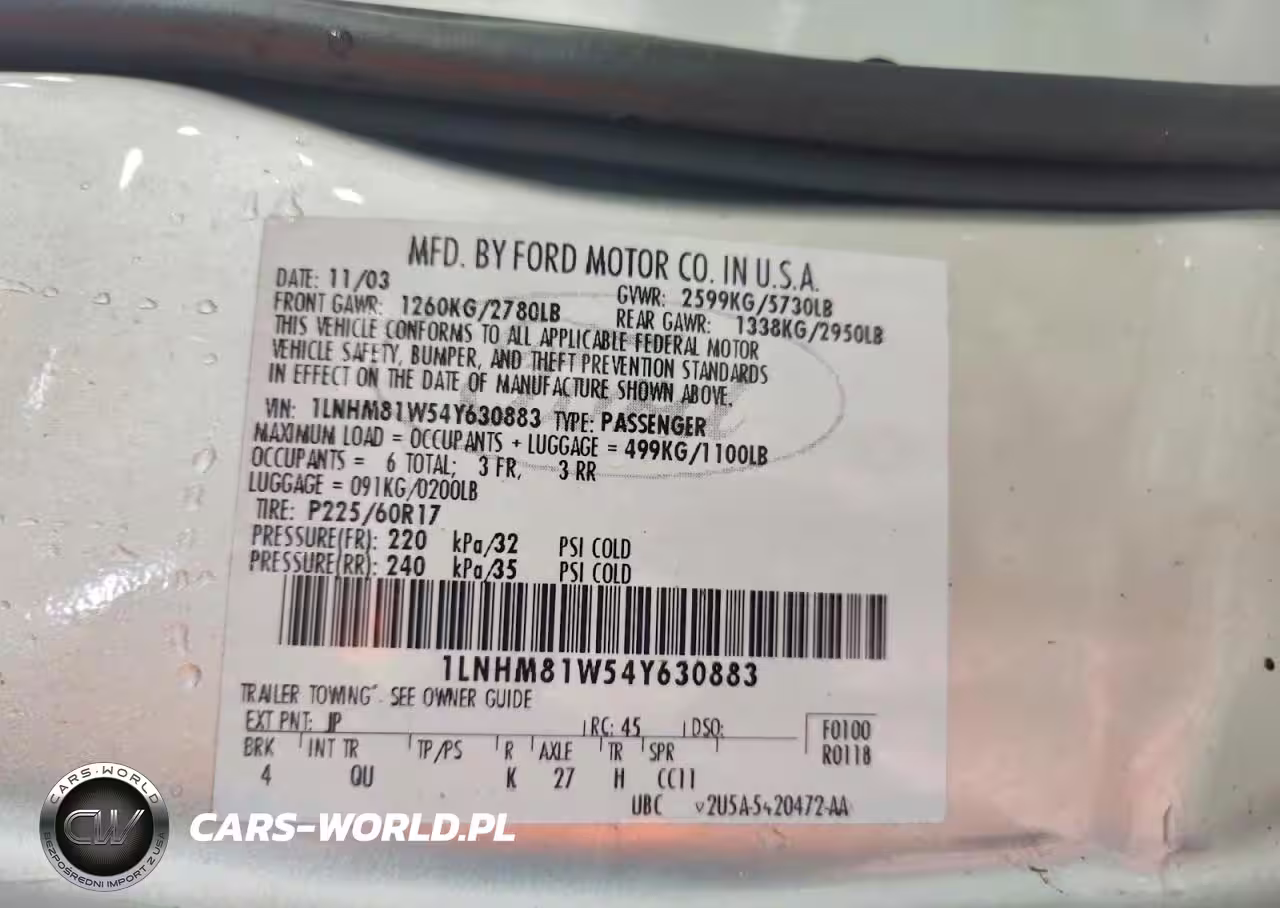 MFD. BY FORD MOTOR CO. IN U.S.A.
DATE: 11/03 GVWR: 2599KG/5730LB
FRONT GAWR: 1260KG/2780LB REAR GAWR: 1338KG/2950LB
THIS VEHICLE CONFORMS TO ALL APPLICABLE FEDERAL MOTOR
VEHICLE SAFETY, BUMPER, AND THEFT PREVENTION STANDARDS
IN EFFECT ON THE DATE OF MANUFACTURE SHOWN ABOVE.
VIN: 1LNHM81W54Y630883 TYPE: PASSENGER
MAXIMUM LOAD = OCCUPANTS + LUGGAGE = 499KG/1100LB
OCCUPANTS = 6 TOTAL; 3 FR, 3 RR
LUGGAGE = 091KG/0200LB
TIRE: P225/60R17
PRESSURE(FR): 220 kPa/32 PSI COLD
PRESSURE(RR): 240 kPa/35 PSI COLD
1LNHM81W54Y630883
TRAILER TOWING - SEE OWNER GUIDE
EXT PNT: JP RC: 45 DSO: F0100
BRK INT TR TP/PS R AXLE TR SPR R0118
4 QU K 27 H CC11
UBC v2U5A-5420472-AA
CARS-WORLD
CW
BEZPOŚREDNI IMPORT Z USA
CARS-WORLD.PL